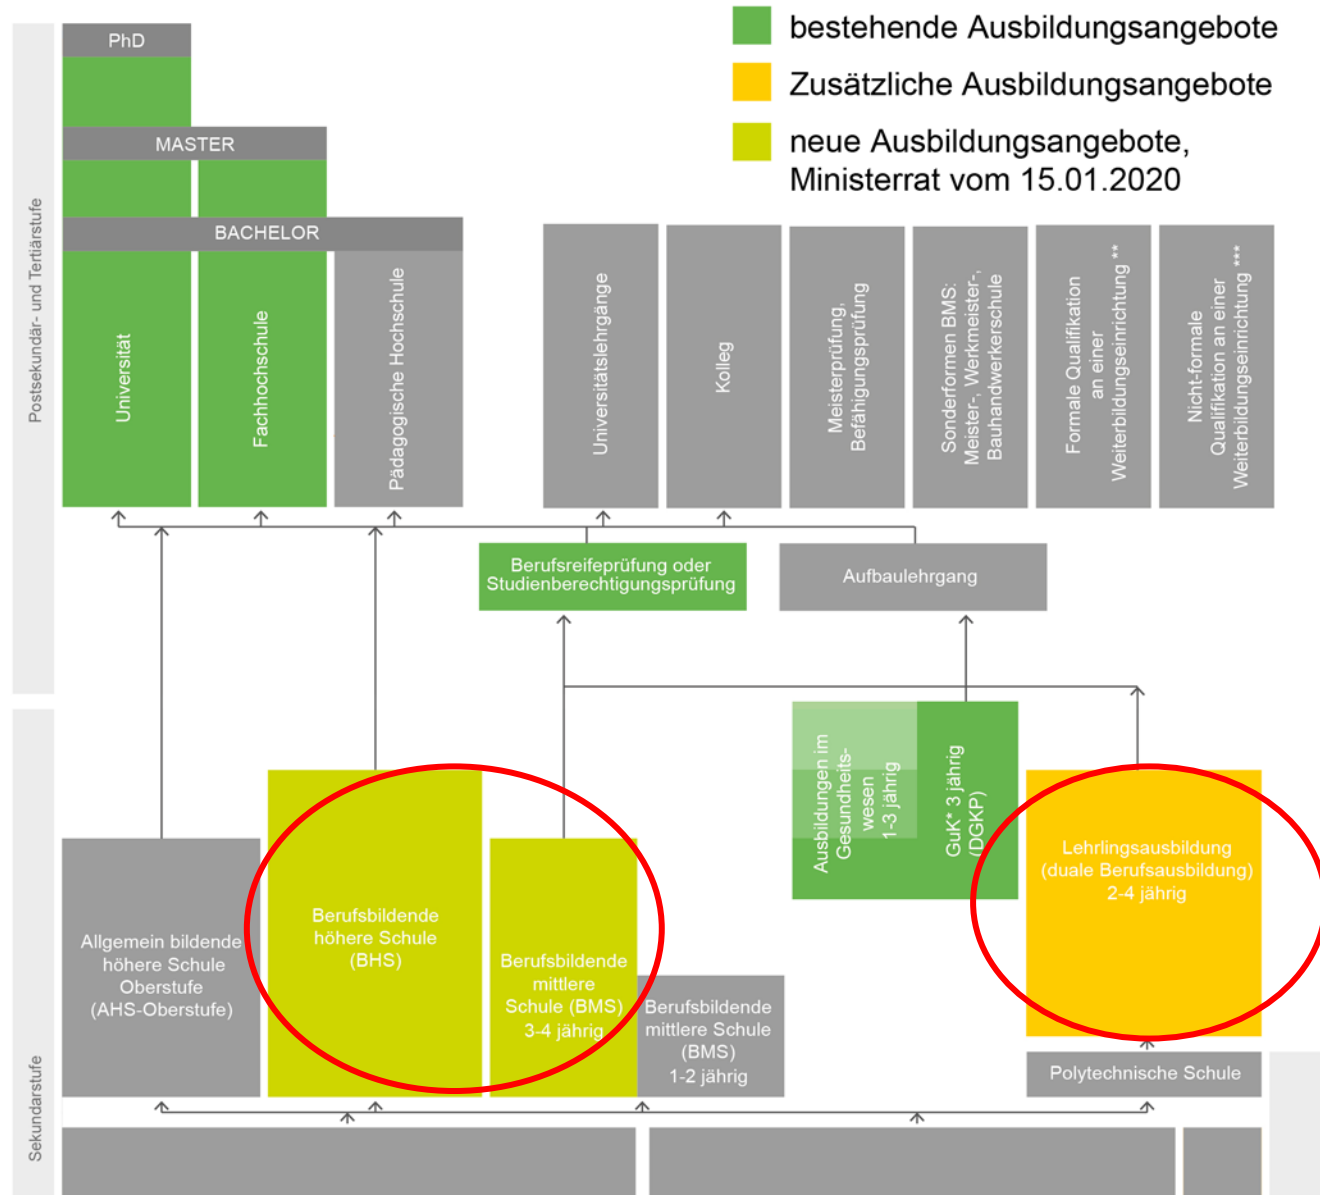 bestehende Ausbildungsangebote
Zusätzliche Ausbildungsangebote
neue Ausbildungsangebote,
Ministerrat vom 15.01.2020
Postsekundär- und Tertiärstufe
PhD
MASTER
BACHELOR
Universität
Fachhochschule
Pädagogische Hochschule
Universitätslehrgänge
Kolleg
Meisterprüfung,
Befähigungsprüfung
Sonderformen BMS:
Meister-, Werkmeister-,
Bauhandwerkerschule
Formale Qualifikation
an einer
Weiterbildungseinrichtung **
Nicht-formale
Qualifikation an einer
Weiterbildungseinrichtung ***
Berufsreifeprüfung oder
Studienberechtigungsprüfung
Aufbaulehrgang
Sekundarstufe
Allgemein bildende
höhere Schule
Oberstufe
(AHS-Oberstufe)
Berufsbildende
höhere Schule
(BHS)
Berufsbildende
mittlere
Schule (BMS)
3-4 jährig
Berufsbildende
mittlere Schule
(BMS)
1-2 jährig
Ausbildungen im
Gesundheits-
wesen
1-3 jährig
GuK* 3 jährig
(DGKP)
Lehrlingsausbildung
(duale Berufsausbildung)
2-4 jährig
Polytechnische Schule